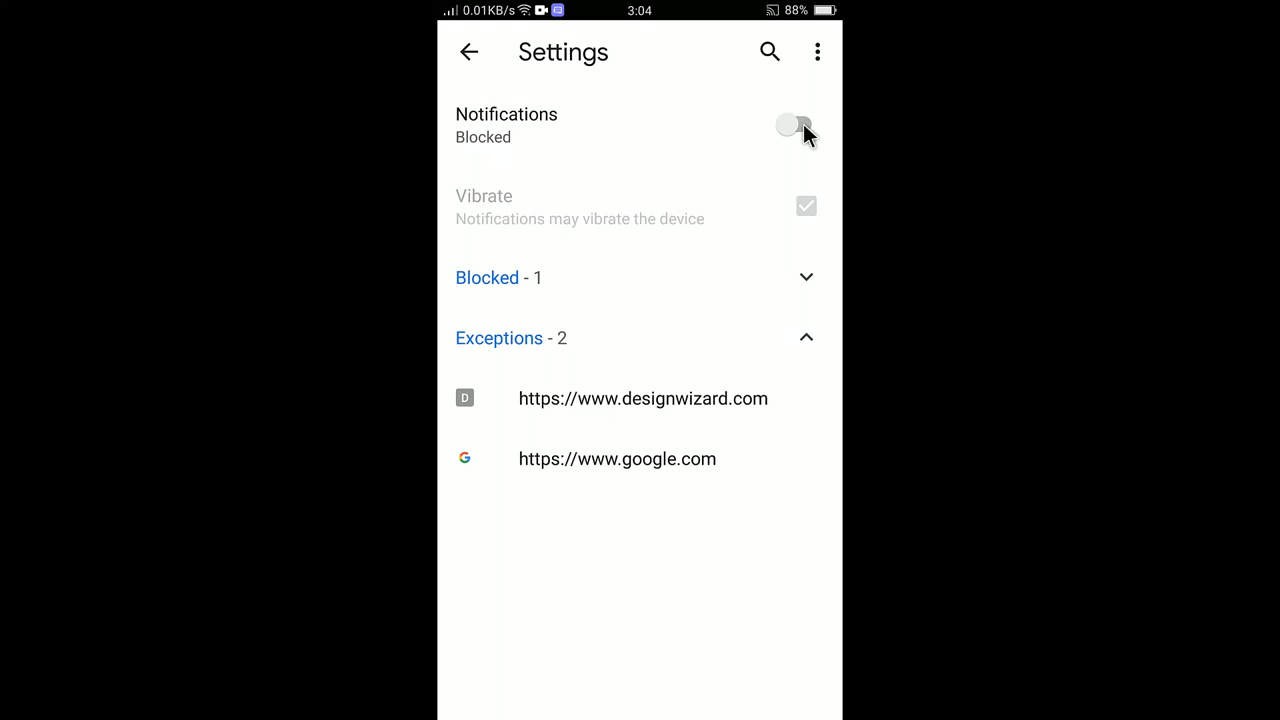 0.01KB/s 3:04 88%
Settings
Notifications
Blocked
Vibrate
Notifications may vibrate the device
Blocked - 1
Exceptions - 2
D https://www.designwizard.com
G https://www.google.com